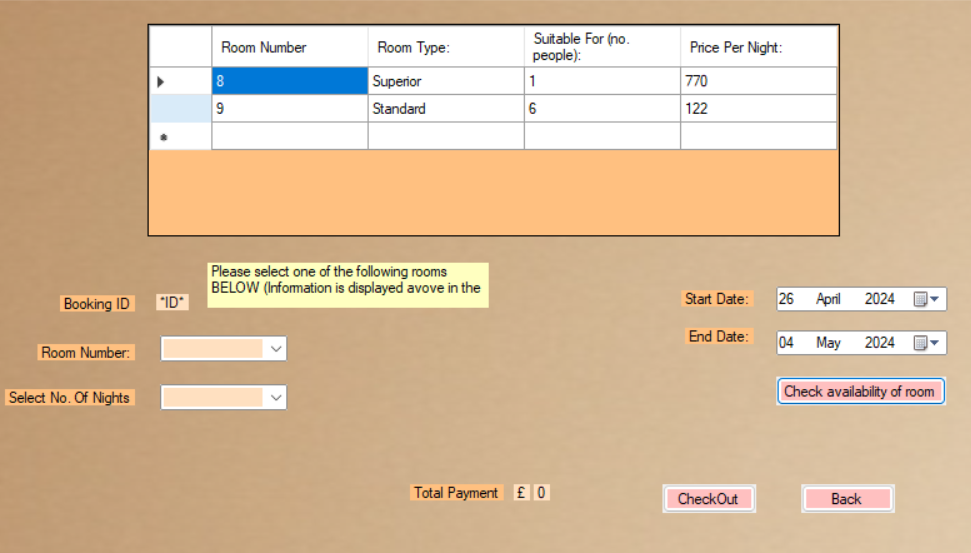 Room Number Room Type: Suitable For (no. people): Price Per Night:
8 Superior 1 770
9 Standard 6 122
Please select one of the following rooms
BELOW (Information is displayed avove in the
Booking ID *ID*
Start Date: 26 April 2024
End Date: 04 May 2024
Room Number:
Check availability of room
Select No. Of Nights
Total Payment £ 0
CheckOut
Back